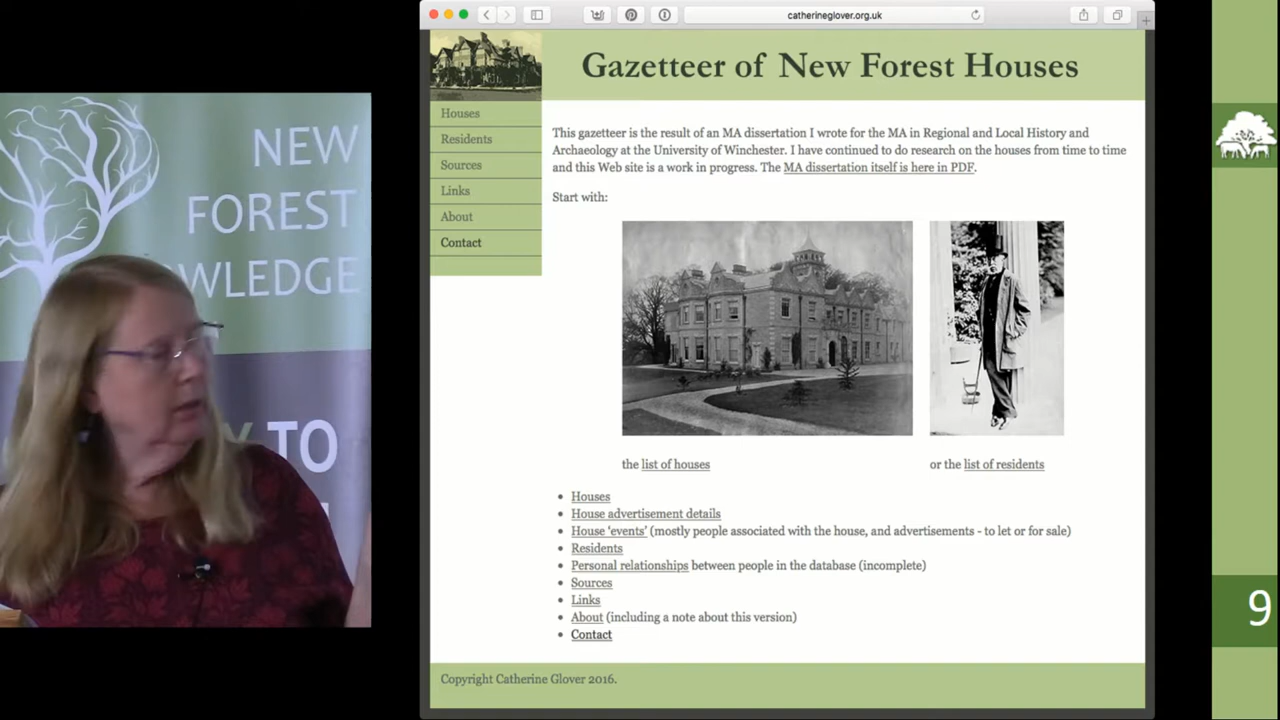 NEW
FOREST
OWLEDGE
TO
catherineglover.org.uk
Gazetteer of New Forest Houses
Houses
Residents
Sources
Links
About
Contact
This gazetteer is the result of an MA dissertation I wrote for the MA in Regional and Local History and
Archaeology at the University of Winchester. I have continued to do research on the houses from time to time
and this Web site is a work in progress. The MA dissertation itself is here in PDF.
Start with:
the list of houses
or the list of residents
• Houses
• House advertisement details
• House ‘events’ (mostly people associated with the house, and advertisements - to let or for sale)
• Residents
• Personal relationships between people in the database (incomplete)
• Sources
• Links
• About (including a note about this version)
• Contact
Copyright Catherine Glover 2016.
9